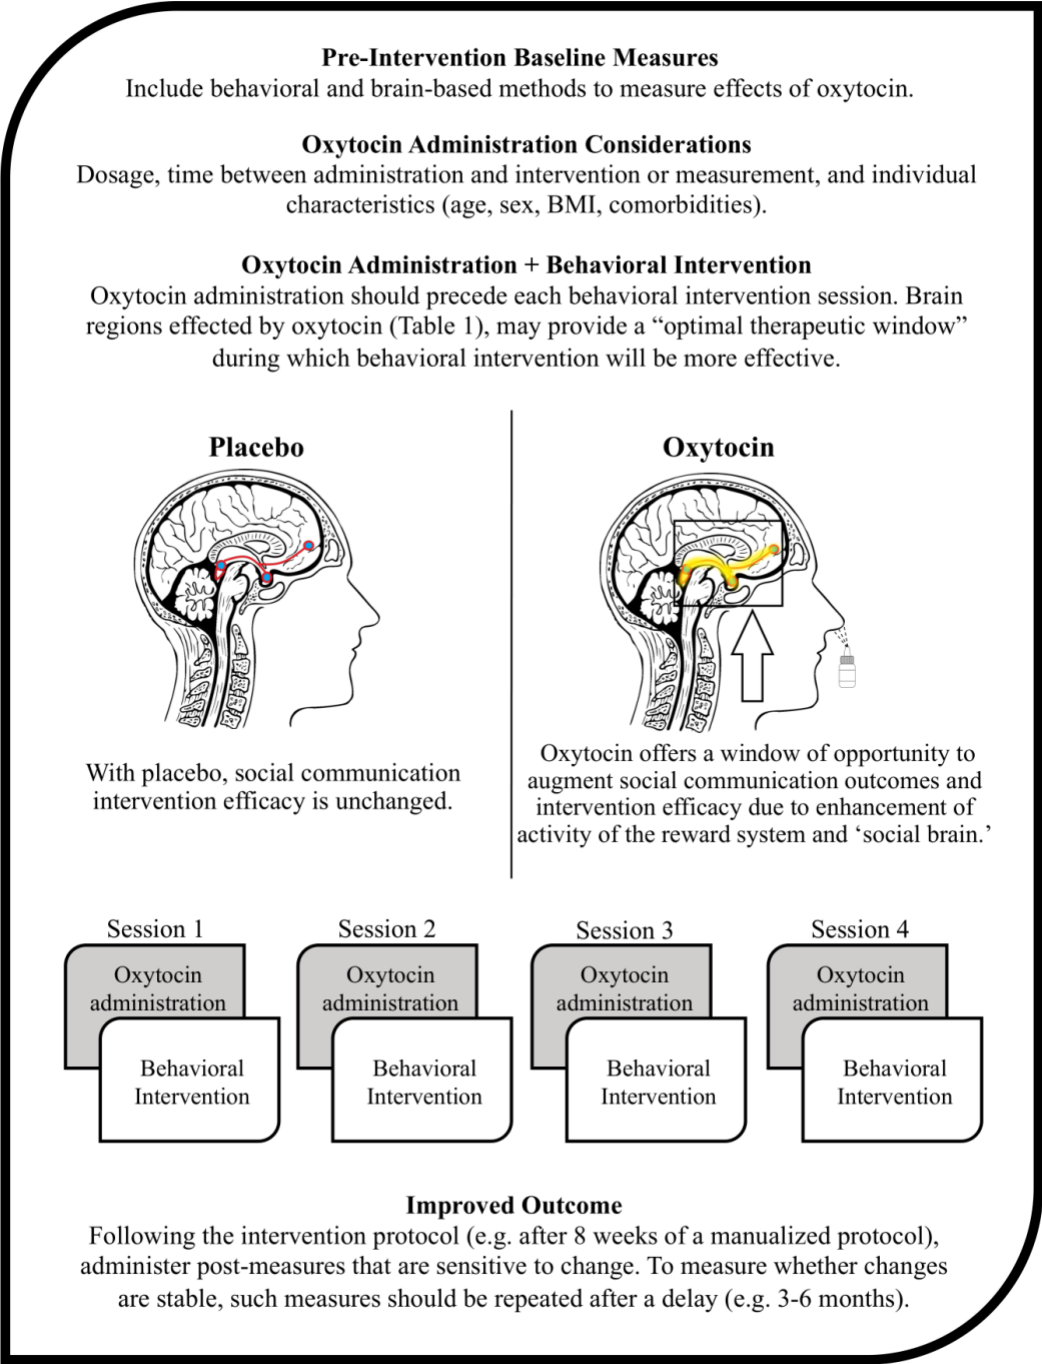 Pre-Intervention Baseline Measures
Include behavioral and brain-based methods to measure effects of oxytocin.
Oxytocin Administration Considerations
Dosage, time between administration and intervention or measurement, and individual
characteristics (age, sex, BMI, comorbidities).
Oxytocin Administration + Behavioral Intervention
Oxytocin administration should precede each behavioral intervention session. Brain
regions effected by oxytocin (Table 1), may provide a “optimal therapeutic window”
during which behavioral intervention will be more effective.
Placebo
With placebo, social communication
intervention efficacy is unchanged.
Oxytocin
Oxytocin offers a window of opportunity to
augment social communication outcomes and
intervention efficacy due to enhancement of
activity of the reward system and ‘social brain.’
Session 1
Oxytocin
administration
Behavioral
Intervention
Session 2
Oxytocin
administration
Behavioral
Intervention
Session 3
Oxytocin
administration
Behavioral
Intervention
Session 4
Oxytocin
administration
Behavioral
Intervention
Improved Outcome
Following the intervention protocol (e.g. after 8 weeks of a manualized protocol),
administer post-measures that are sensitive to change. To measure whether changes
are stable, such measures should be repeated after a delay (e.g. 3-6 months).